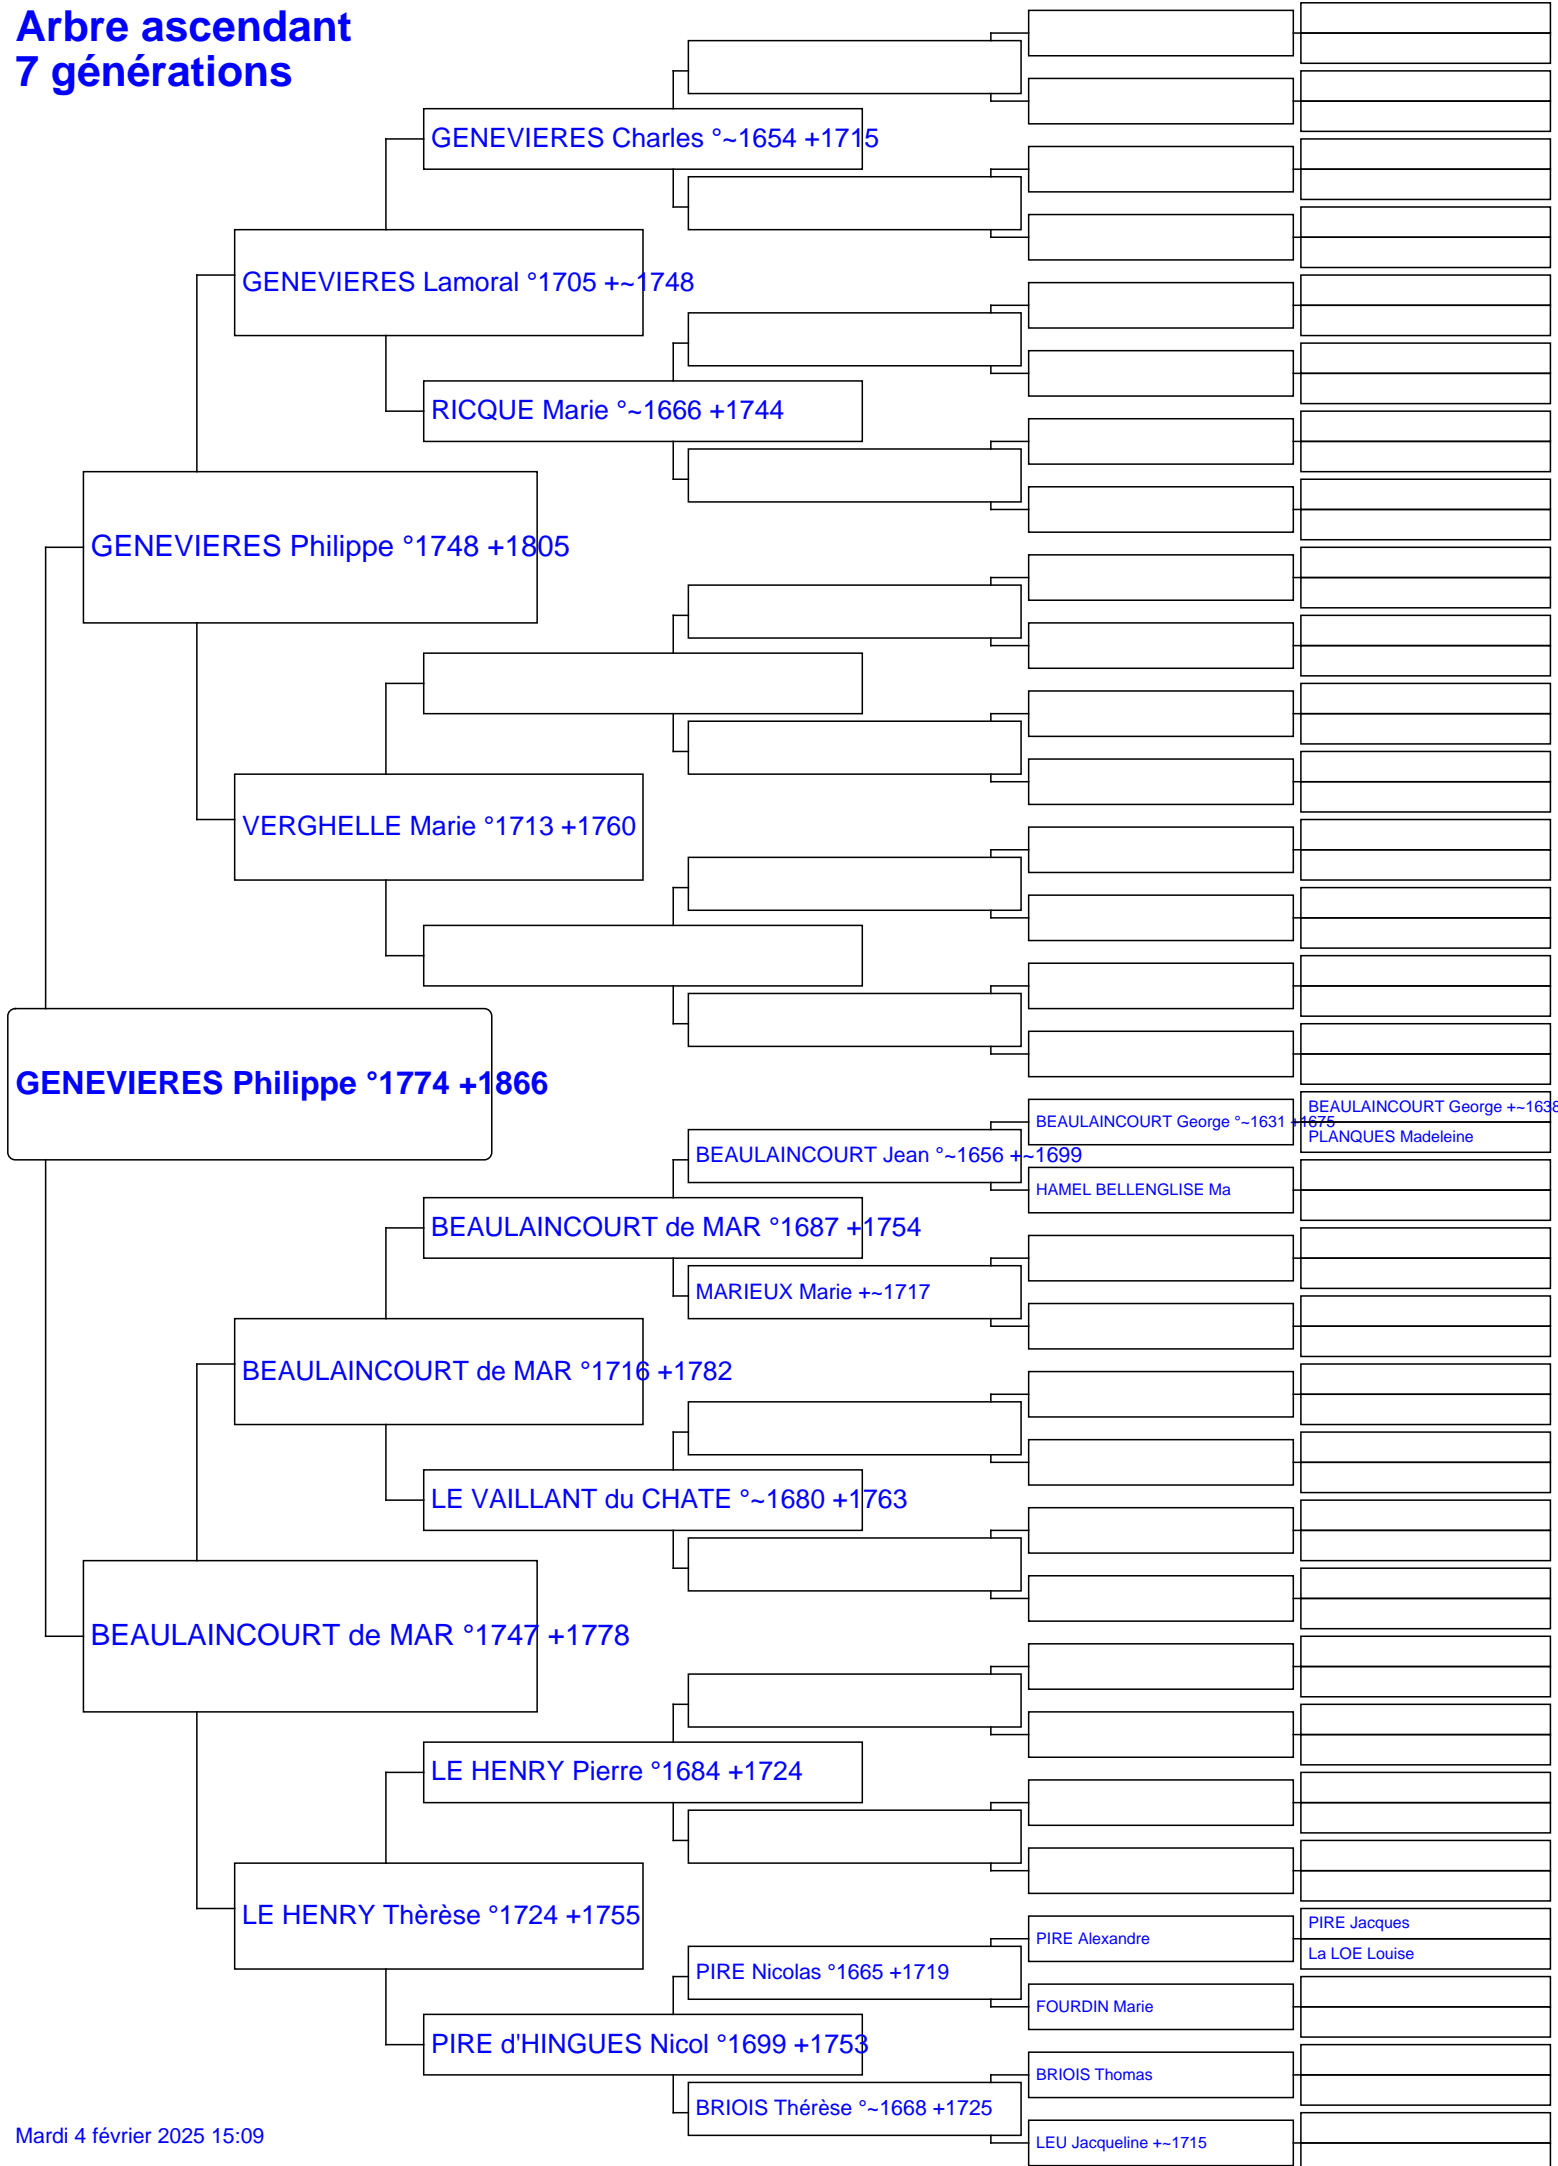 Arbre ascendant
7 générations
GENEVIERES Charles °~1654 +1715
GENEVIERES Lamoral °1705 +~1748
RICQUE Marie °~1666 +1744
GENEVIERES Philippe °1748 +1805
VERGHELLE Marie °1713 +1760
GENEVIERES Philippe °1774 +1866
BEAULAINCOURT George +~1638
BEAULAINCOURT George °~1631 +1675
PLANQUES Madeleine
BEAULAINCOURT Jean °~1656 +~1699
HAMEL BELLENGLISE Ma
BEAULAINCOURT de MAR °1687 +1754
MARIEUX Marie +~1717
BEAULAINCOURT de MAR °1716 +1782
LE VAILLANT du CHATE °~1680 +1763
BEAULAINCOURT de MAR °1747 +1778
LE HENRY Pierre °1684 +1724
LE HENRY Thèrèse °1724 +1755
PIRE Jacques
PIRE Alexandre
La LOE Louise
PIRE Nicolas °1665 +1719
FOURDIN Marie
PIRE d'HINGUES Nicol °1699 +1753
BRIOIS Thomas
BRIOIS Thérèse °~1668 +1725
LEU Jacqueline +~1715
Mardi 4 février 2025 15:09